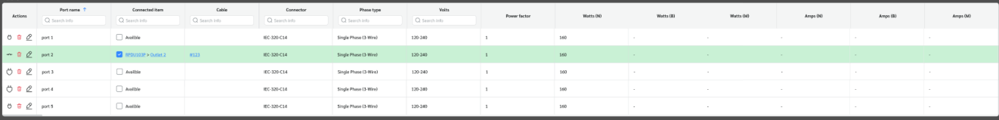 Actions Port name ↑ Connected item Cable Connector Phase type Volts Power factor Watts (N) Watts (B) Watts (M) Amps (N) Amps (B) Amps (M)
Search Info Search Info Search Info Search Info Search Info Search Info
port 1 Availble IEC-320-C14 Single Phase (3-Wire) 120-240 1 160 - - - - -
port 2 RPDU103P > Outlet 2 #123 IEC-320-C14 Single Phase (3-Wire) 120-240 1 160 - - - - -
port 3 Availble IEC-320-C14 Single Phase (3-Wire) 120-240 1 160 - - - - -
port 4 Availble IEC-320-C14 Single Phase (3-Wire) 120-240 1 160 - - - - -
port 5 Availble IEC-320-C14 Single Phase (3-Wire) 120-240 1 160 - - - - -